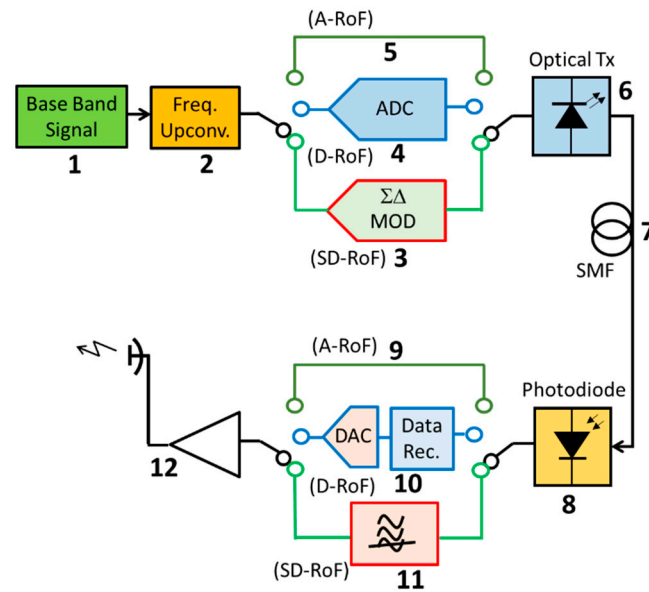 (A-RoF)
5
Optical Tx
6
Base Band
Signal
1
Freq.
Upconv.
2
ADC
(D-RoF)
4
ΣΔ
MOD
(SD-RoF)
3
7
SMF
(A-RoF)
9
Photodiode
8
12
DAC
Data
Rec.
(D-RoF)
10
(SD-RoF)
11